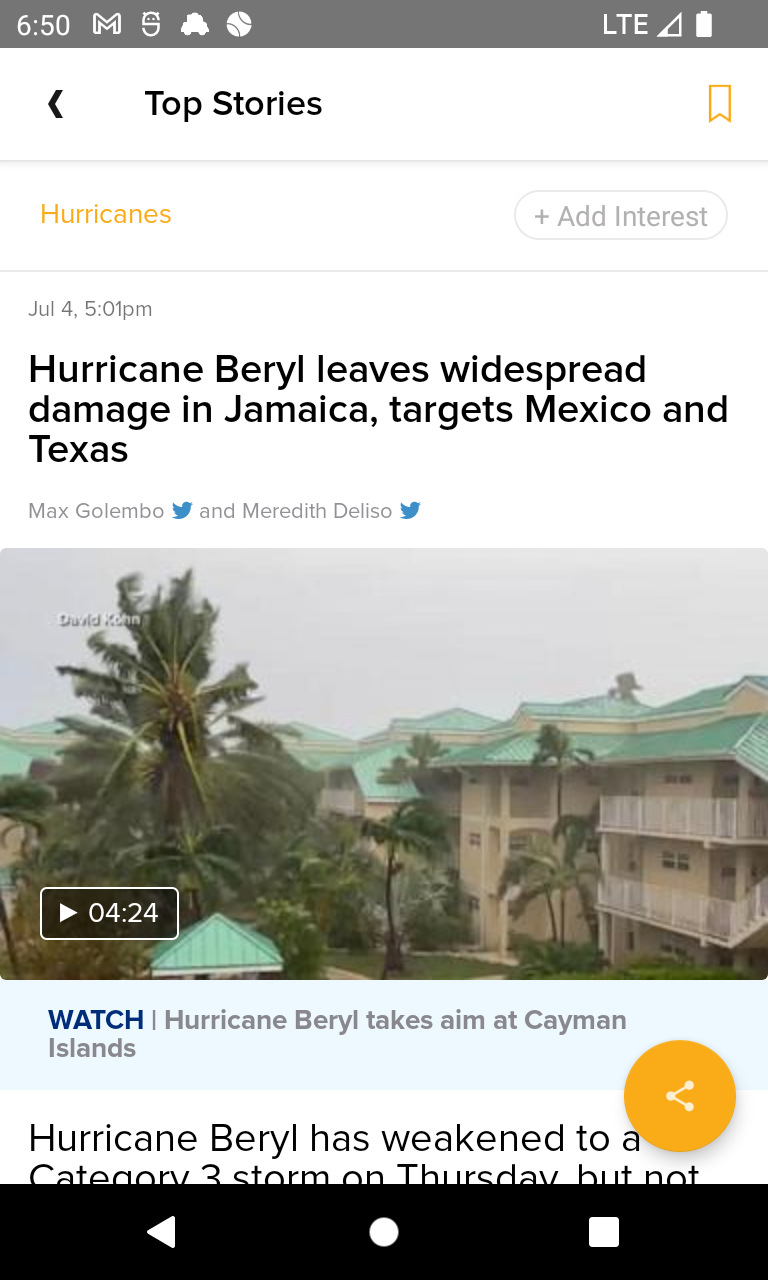 6:50
LTE
Top Stories
Hurricanes
+ Add Interest
Jul 4, 5:01pm
Hurricane Beryl leaves widespread
damage in Jamaica, targets Mexico and
Texas
Max Golembo and Meredith Deliso
David Kohn
04:24
WATCH | Hurricane Beryl takes aim at Cayman
Islands
Hurricane Beryl has weakened to a
Category 3 storm on Thursday, but not